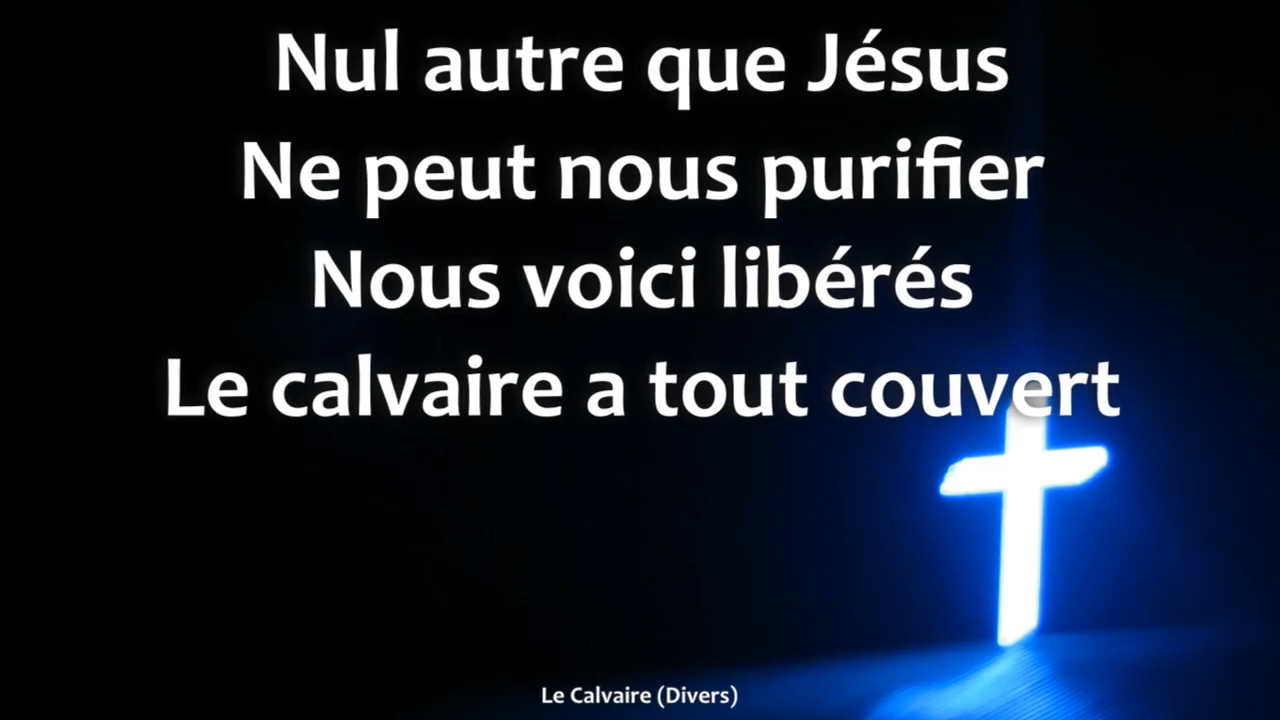 Nul autre que Jésus
Ne peut nous purifier
Nous voici libérés
Le calvaire a tout couvert
Le Calvaire (Divers)